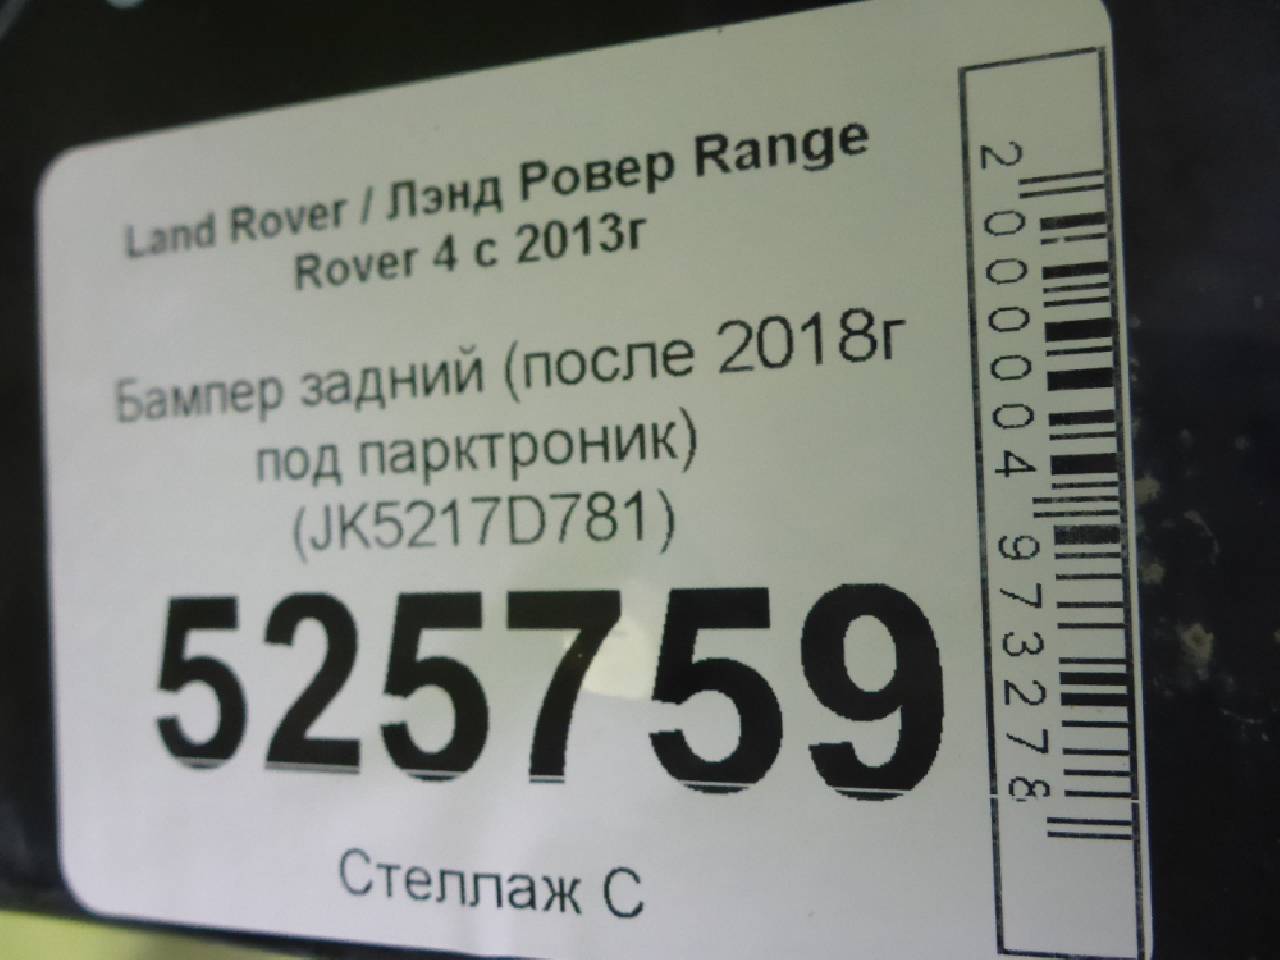 Land Rover / Лэнд Ровер Range
Rover 4 с 2013г
Бампер задний (после 2018г
под парктроник)
(JK5217D781)
525759
Стеллаж С
2000004973278